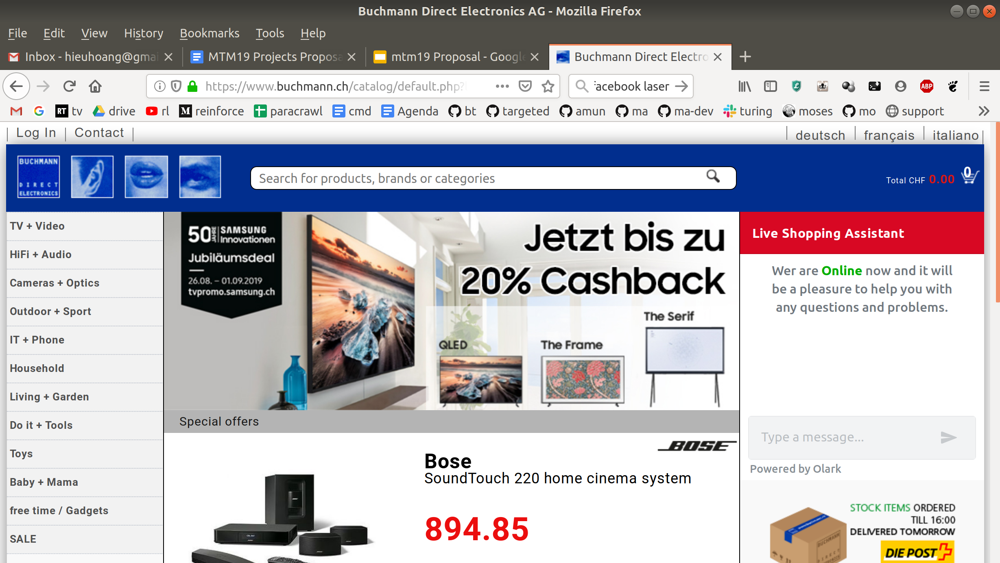 Buchmann Direct Electronics AG - Mozilla Firefox
File Edit View History Bookmarks Tools Help
Inbox - hieuhoang@gmai
MTM19 Projects Proposa
mtm19 Proposal - Google
Buchmann Direct Electro
https://www.buchmann.ch/catalog/default.php?
facebook laser
ABP
RT tv drive rl M reinforce paracrawl cmd Agenda bt targeted amun ma ma-dev turing moses mo support
Log In Contact
deutsch français italiano
BUCHMANN
DIRECT
ELECTRONICS
Search for products, brands or categories
Total CHF 0.00
0
TV + Video
HiFi + Audio
Cameras + Optics
Outdoor + Sport
IT + Phone
Household
Living + Garden
Do it + Tools
Toys
Baby + Mama
free time / Gadgets
SALE
50 JAHRE SAMSUNG
Innovationen
Jubiläumsdeal
26.08. – 01.09.2019
tvpromo.samsung.ch
Jetzt bis zu
20% Cashback
QLED
The Frame
The Serif
Special offers
BOSE
Bose
SoundTouch 220 home cinema system
894.85
Live Shopping Assistant
Wer are Online now and it will
be a pleasure to help you with
any questions and problems.
Type a message...
Powered by Olark
STOCK ITEMS ORDERED
TILL 16:00
DELIVERED TOMORROW
DIE POST
BUCHMANN
DIRECT